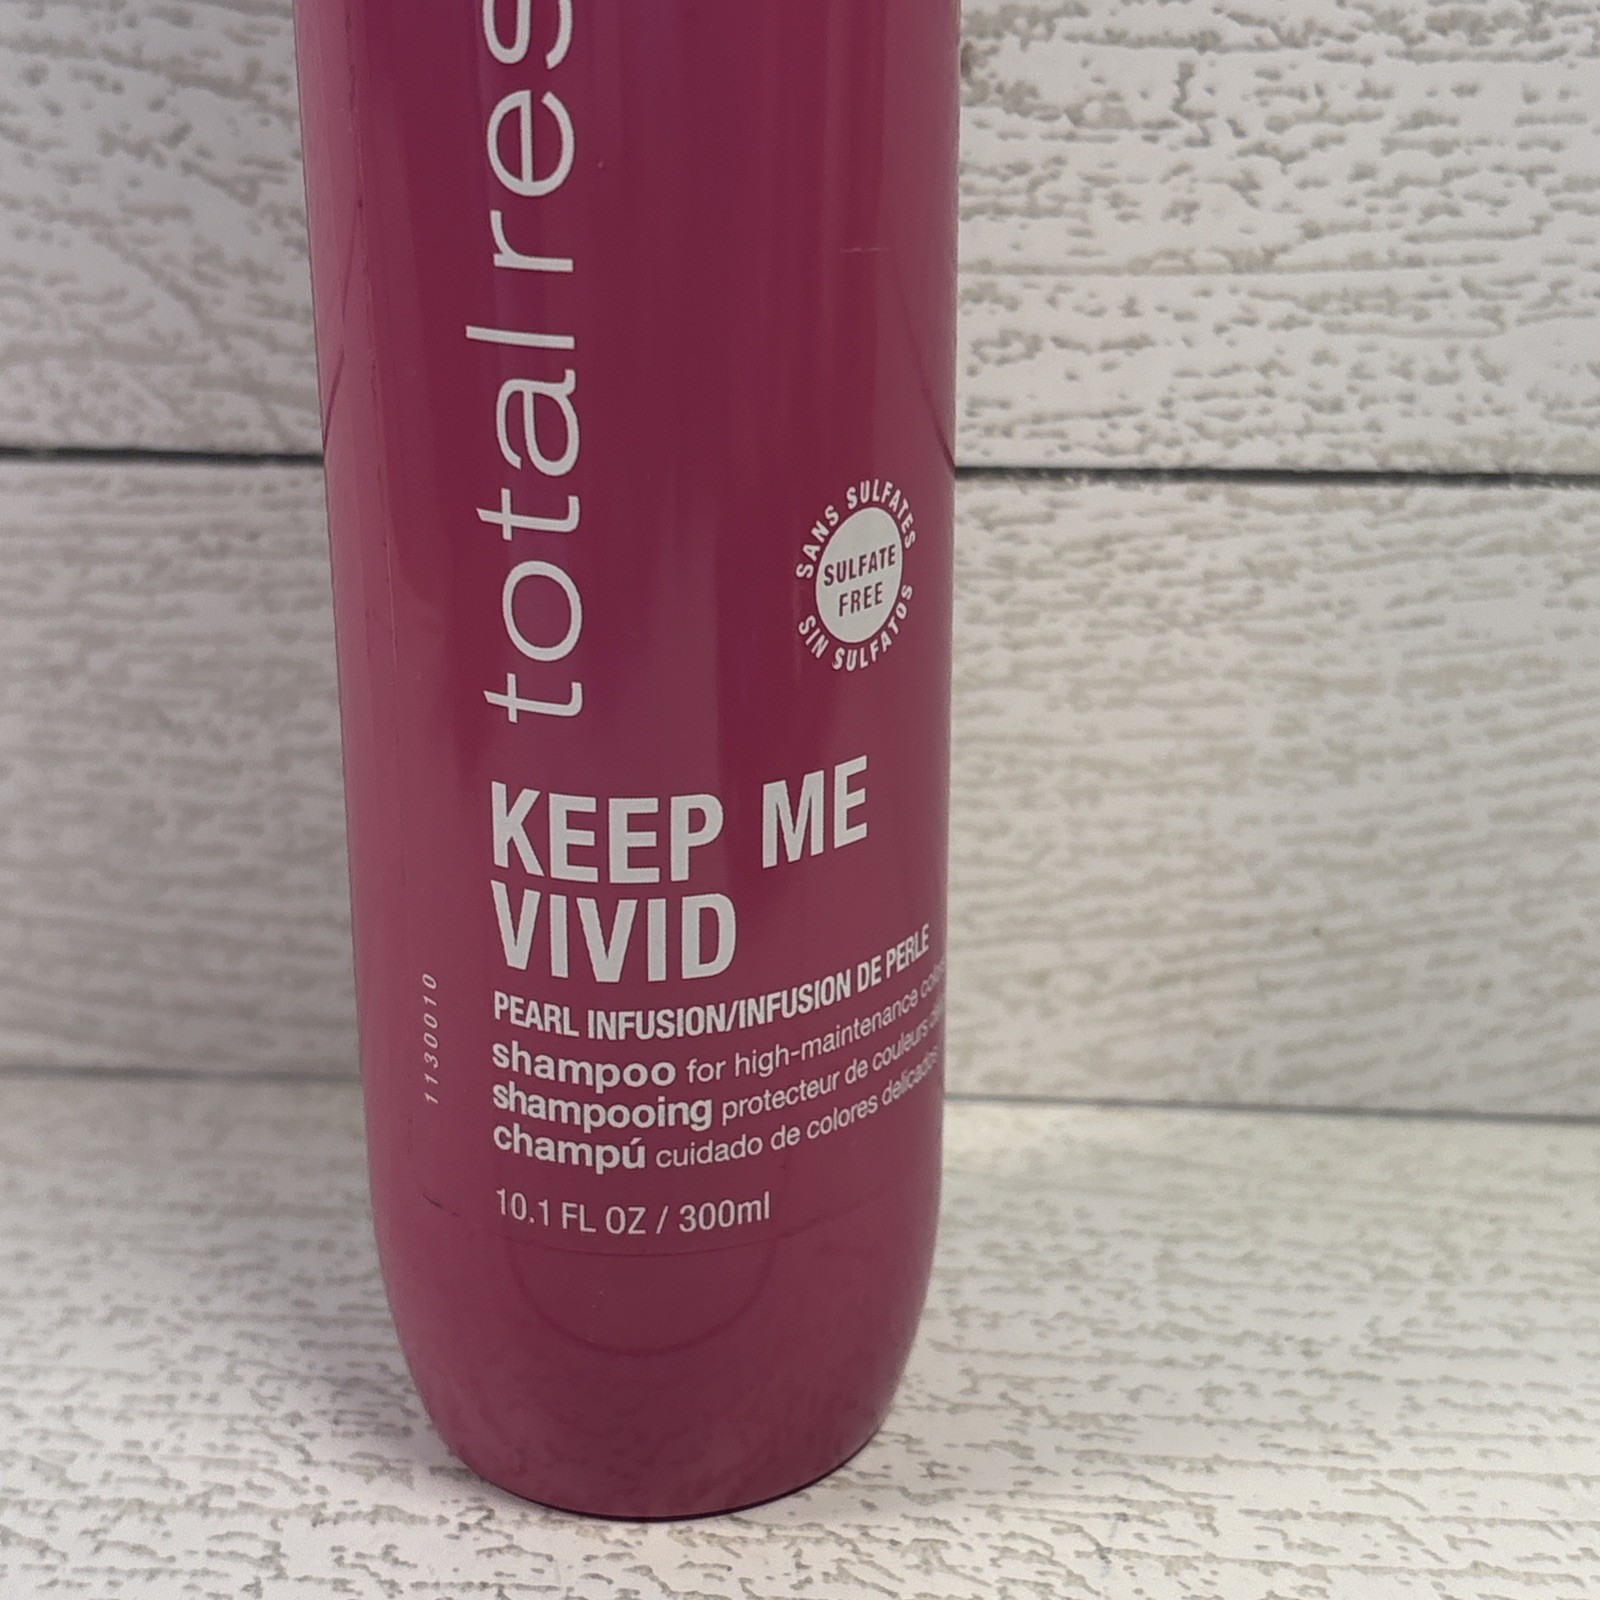 total res
SANS SULFATES
SULFATE
FREE
SIN SULFATOS
KEEP ME
VIVID
PEARL INFUSION/INFUSION DE PERLE
shampoo for high-maintenance
shampooing protecteur de couleurs
champú cuidado de colores delicados
10.1 FL OZ / 300ml
1130010